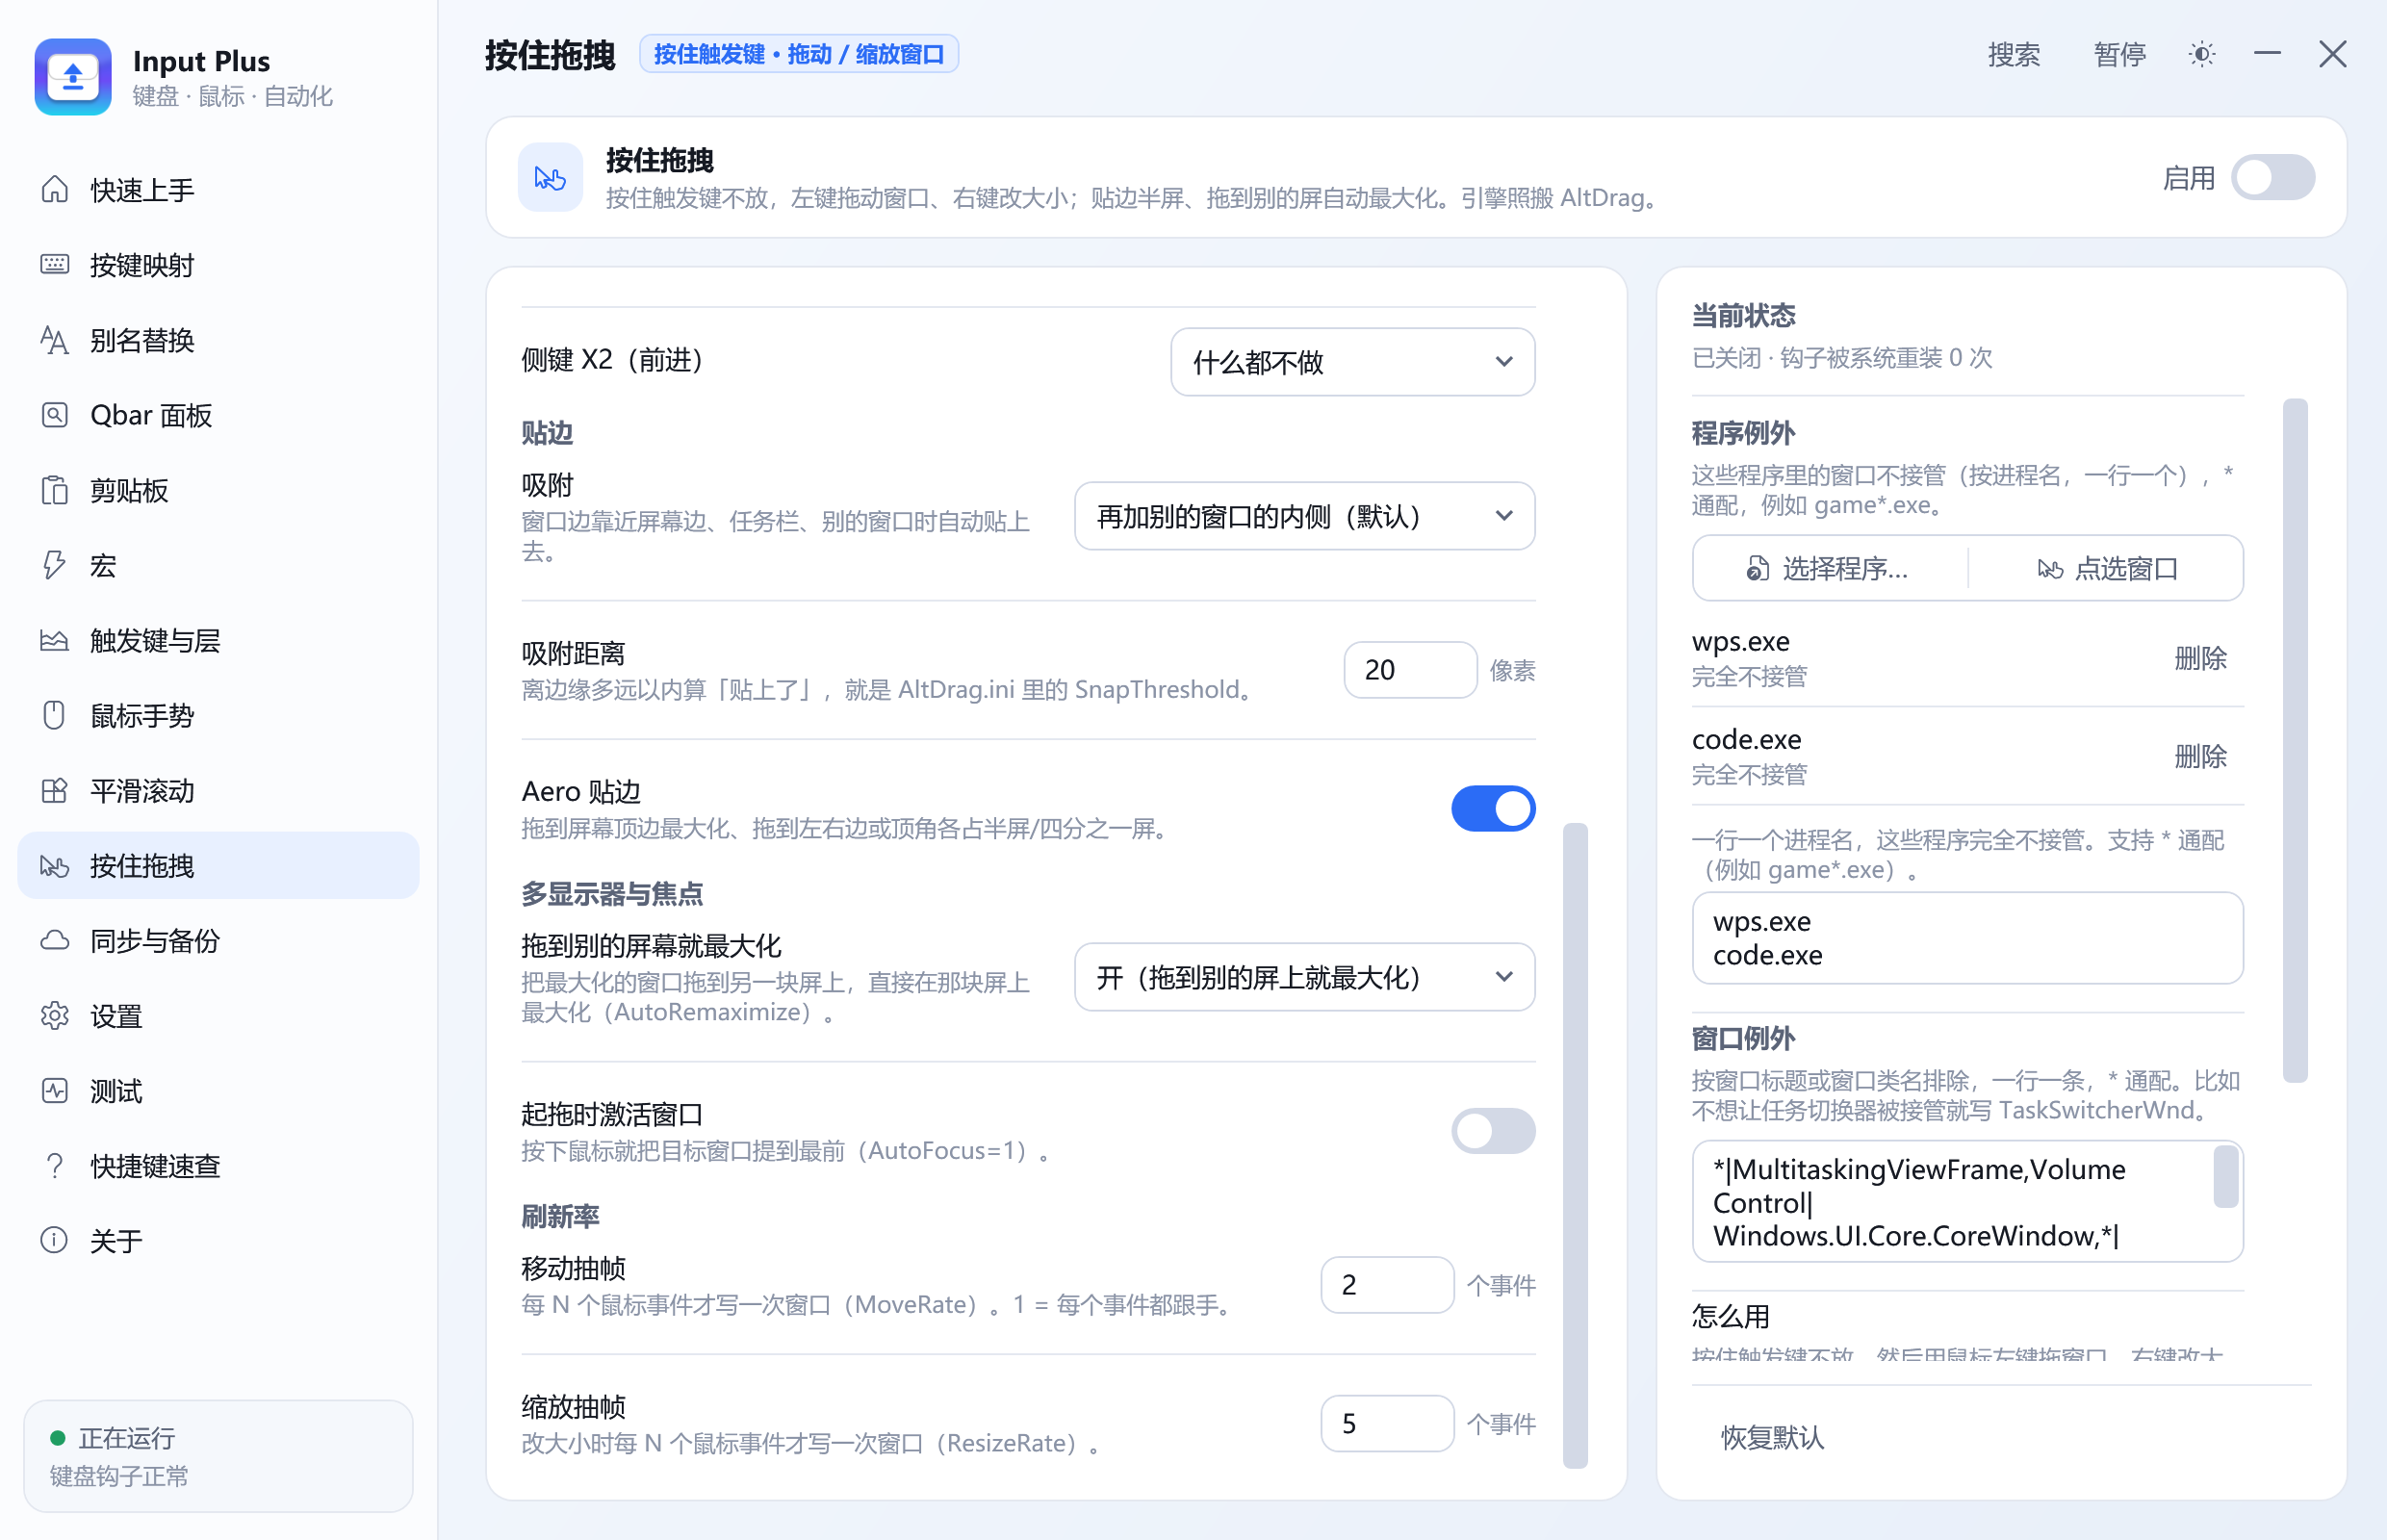 Input Plus
键盘 · 鼠标 · 自动化
快速上手
按键映射
别名替换
Qbar 面板
剪贴板
宏
触发键与层
鼠标手势
平滑滚动
按住拖拽
同步与备份
设置
测试
快捷键速查
关于
正在运行
键盘钩子正常
按住拖拽
按住触发键 • 拖动 / 缩放窗口
搜索
暂停
按住拖拽
按住触发键不放，左键拖动窗口、右键改大小；贴边半屏、拖到别的屏自动最大化。引擎照搬 AltDrag。
启用
侧键 X2（前进）
什么都不做
贴边
吸附
窗口边靠近屏幕边、任务栏、别的窗口时自动贴上
去。
再加别的窗口的内侧（默认）
吸附距离
离边缘多远以内算「贴上了」，就是 AltDrag.ini 里的 SnapThreshold。
20
像素
Aero 贴边
拖到屏幕顶边最大化、拖到左右边或顶角各占半屏/四分之一屏。
多显示器与焦点
拖到别的屏幕就最大化
把最大化的窗口拖到另一块屏上，直接在那块屏上
最大化（AutoRemaximize）。
开（拖到别的屏上就最大化）
起拖时激活窗口
按下鼠标就把目标窗口提到最前（AutoFocus=1）。
刷新率
移动抽帧
每 N 个鼠标事件才写一次窗口（MoveRate）。1 = 每个事件都跟手。
2
个事件
缩放抽帧
改大小时每 N 个鼠标事件才写一次窗口（ResizeRate）。
5
个事件
当前状态
已关闭 · 钩子被系统重装 0 次
程序例外
这些程序里的窗口不接管（按进程名，一行一个），*
通配，例如 game*.exe。
选择程序...
点选窗口
wps.exe
完全不接管
删除
code.exe
完全不接管
删除
一行一个进程名，这些程序完全不接管。支持 * 通配
（例如 game*.exe）。
wps.exe
code.exe
窗口例外
按窗口标题或窗口类名排除，一行一条，* 通配。比如
不想让任务切换器被接管就写 TaskSwitcherWnd。
*|MultitaskingViewFrame,Volume
Control|
Windows.UI.Core.CoreWindow,*|
怎么用
按住触发键不放，然后用鼠标左键拖窗口、右键改大
恢复默认